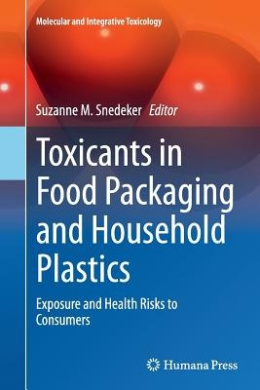 Molecular and Integrative Toxicology
Suzanne M. Snedeker Editor
Toxicants in
Food Packaging
and Household
Plastics
Exposure and Health Risks to
Consumers
Humana Press